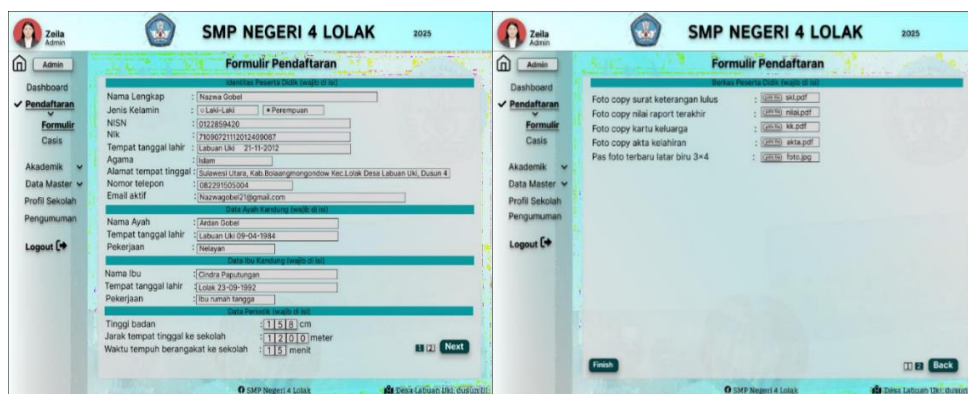 Zeila
Admin
SMP NEGERI 4 LOLAK
2025
Admin
Dashboard
Pendaftaran
Formulir
Casis
Akademik
Data Master
Profil Sekolah
Pengumuman
Logout
Formulir Pendaftaran
Identitas Peserta Didik (wajib di isi)
Nama Lengkap : Nazwa Gobel
Jenis Kelamin : Laki-Laki Perempuan
NISN : 0122859420
Nik : 71090721112012409087
Tempat tanggal lahir : Labuan Uki 21-11-2012
Agama : Islam
Alamat tempat tinggal : Sulawesi Utara, Kab.Bolaangmongondow Kec.Lolak Desa Labuan Uki, Dusun 4
Nomor telepon : 082291505004
Email aktif : Nazwagobel21@gmail.com
Data Ayah Kandung (wajib di isi)
Nama Ayah : Ardan Gobel
Tempat tanggal lahir : Labuan Uki 09-04-1984
Pekerjaan : Nelayan
Data Ibu Kandung (wajib di isi)
Nama Ibu : Cindra Paputungan
Tempat tanggal lahir : Lolak 23-09-1992
Pekerjaan : Ibu rumah tangga
Data Periodik (wajib di isi)
Tinggi badan : 158 cm
Jarak tempat tinggal ke sekolah : 1200 meter
Waktu tempuh berangakat ke sekolah : 15 menit
1 2 Next
SMP Negeri 4 Lolak
Desa Labuan Uki, dusun
Zeila
Admin
SMP NEGERI 4 LOLAK
2025
Admin
Dashboard
Pendaftaran
Formulir
Casis
Akademik
Data Master
Profil Sekolah
Pengumuman
Logout
Formulir Pendaftaran
Berkas Peserta Didik (wajib di isi)
Foto copy surat keterangan lulus : skl.pdf
Foto copy nilai raport terakhir : nilai.pdf
Foto copy kartu keluarga : kk.pdf
Foto copy akta kelahiran : akta.pdf
Pas foto terbaru latar biru 3×4 : foto.jpg
Finish
1 2 Back
SMP Negeri 4 Lolak
Desa Labuan Uki, dusun